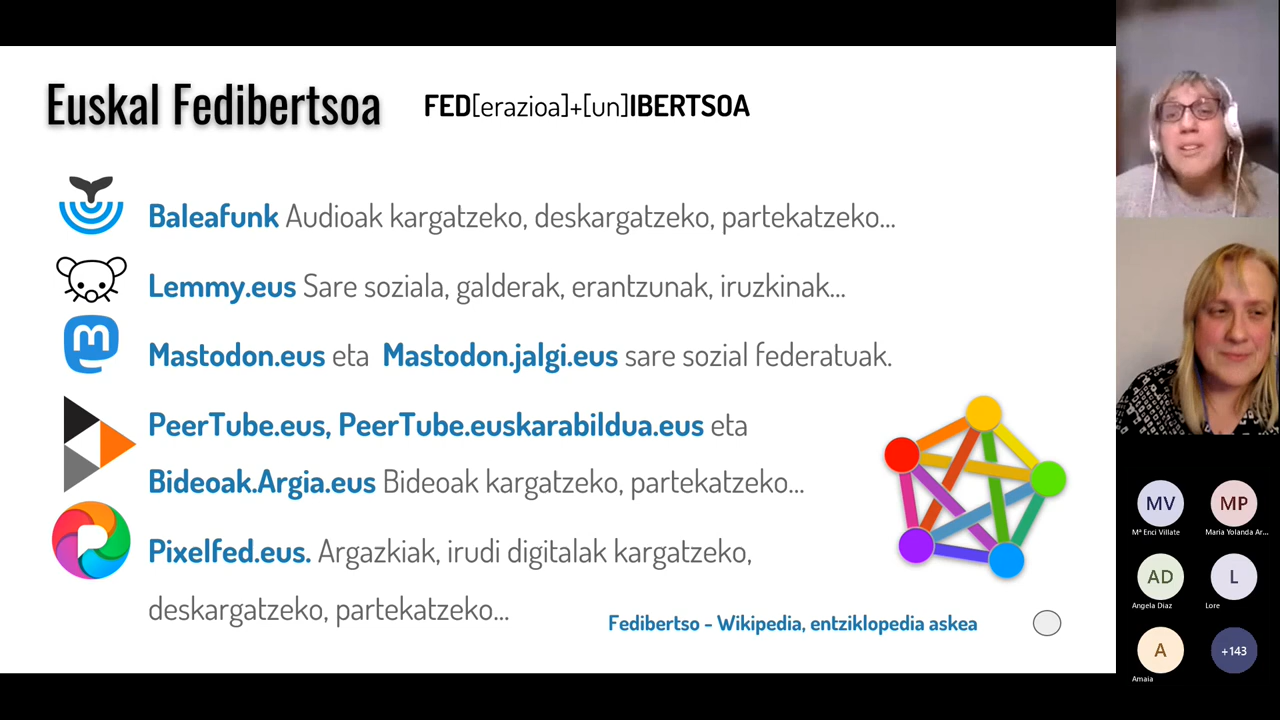 Euskal Fedibertsoa
FED[erazioa]+[un]IBERTSOA
Baleafunk Audioak kargatzeko, deskargatzeko, partekatzeko...
Lemmy.eus Sare soziala, galderak, erantzunak, iruzkinak...
Mastodon.eus eta Mastodon.jalgi.eus sare sozial federatuak.
PeerTube.eus, PeerTube.euskarabildua.eus eta
Bideoak.Argia.eus Bideoak kargatzeko, partekatzeko...
Pixelfed.eus. Argazkiak, irudi digitalak kargatzeko,
deskargatzeko, partekatzeko...
Fedibertso - Wikipedia, entziklopedia askea
MV
Mª Enci Villate
MP
Maria Yolanda Ar...
AD
Angela Diaz
L
Lore
A
Amaia
+143